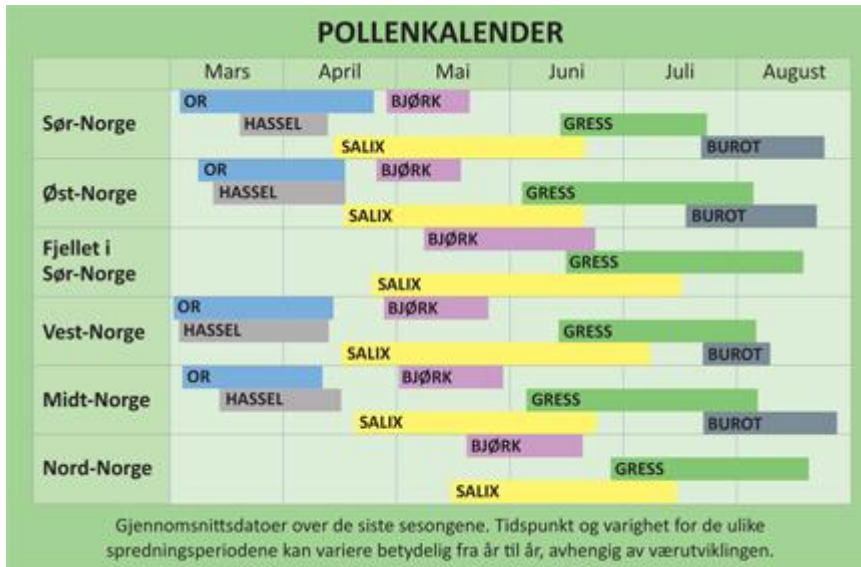 POLLENKALENDER
Mars April Mai Juni Juli August
OR BJØRK
Sør-Norge HASSEL GRESS
SALIX BUROT
OR BJØRK
Øst-Norge HASSEL GRESS
SALIX BUROT
BJØRK
Fjellet i
GRESS
Sør-Norge
SALIX
OR BJØRK
Vest-Norge HASSEL GRESS
SALIX BUROT
OR BJØRK
Midt-Norge HASSEL GRESS
SALIX BUROT
BJØRK
Nord-Norge GRESS
SALIX
Gjennomsnittsdatoer over de siste sesongene. Tidspunkt og varighet for de ulike
spredningsperiodene kan variere betydelig fra år til år, avhengig av værutviklingen.